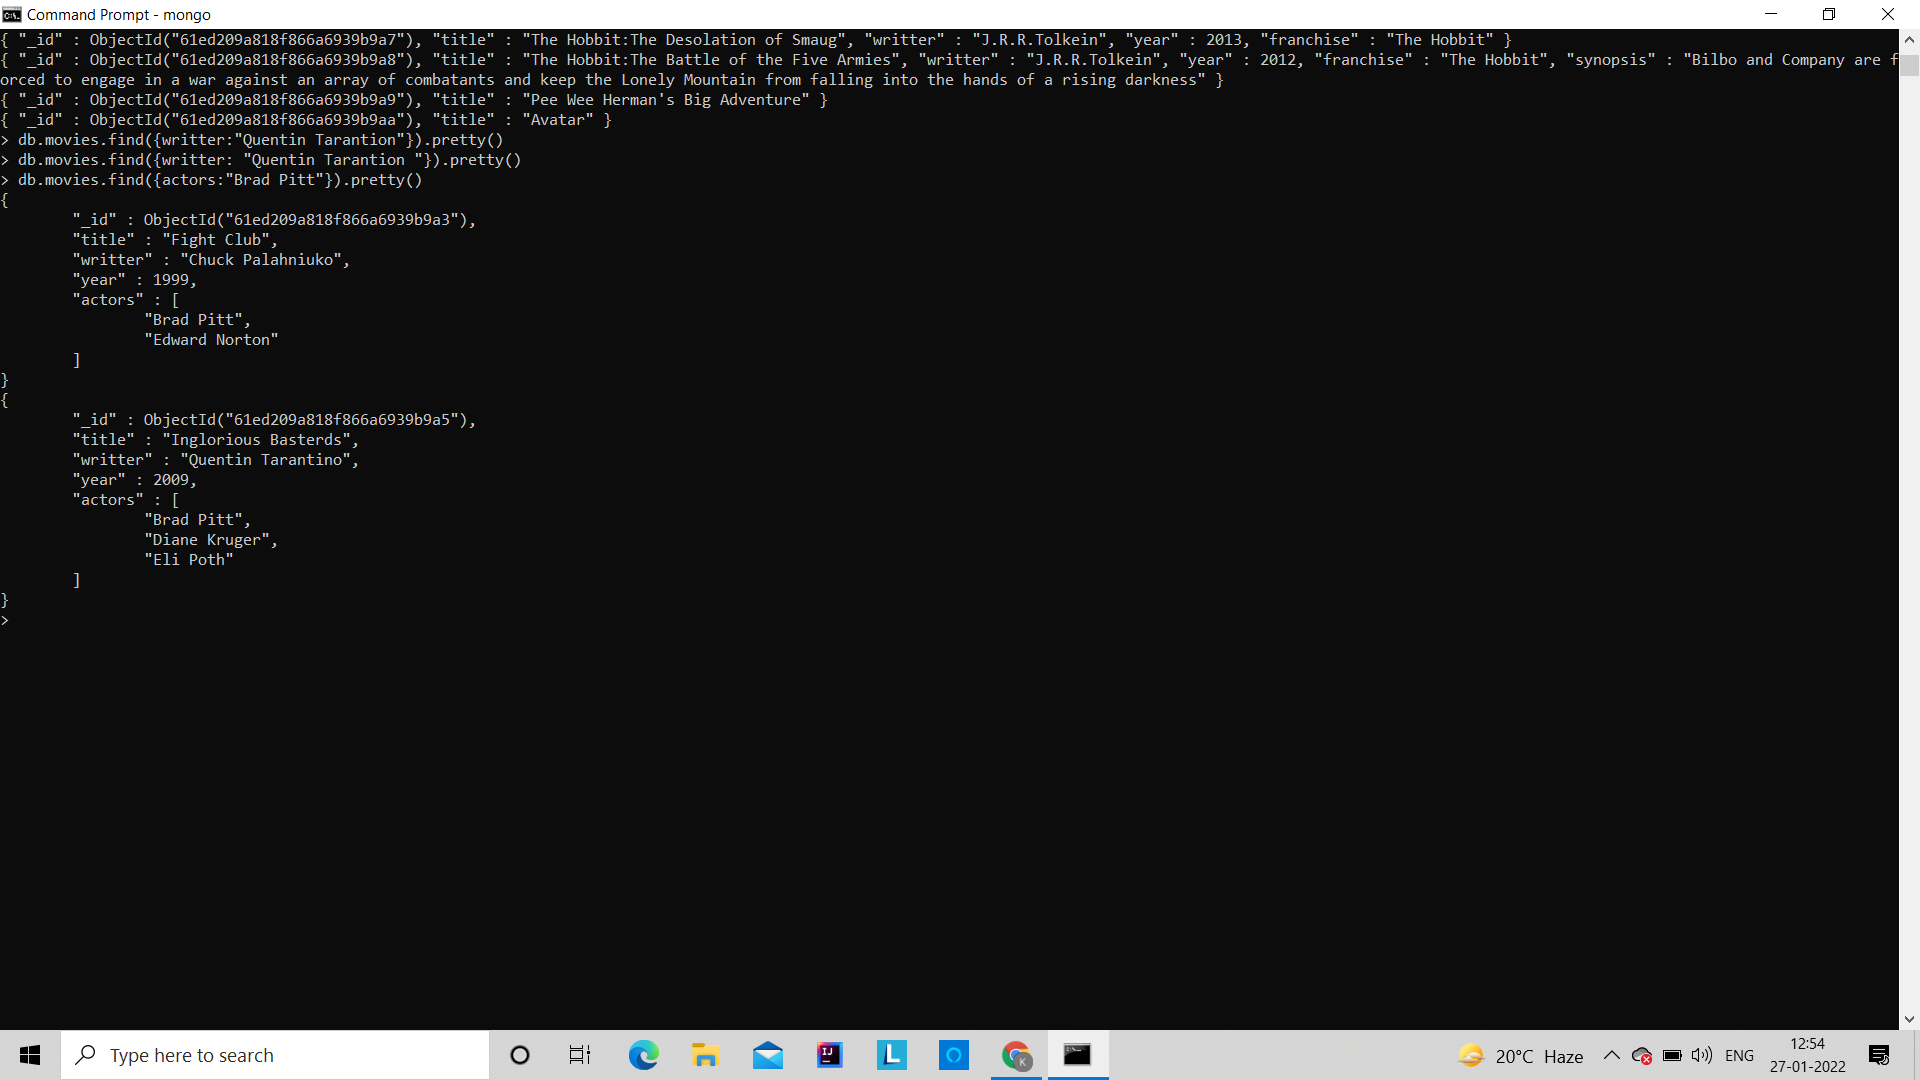 Command Prompt - mongo
{ "_id" : ObjectId("61ed209a818f866a6939b9a7"), "title" : "The Hobbit:The Desolation of Smaug", "writter" : "J.R.R.Tolkein", "year" : 2013, "franchise" : "The Hobbit" }
{ "_id" : ObjectId("61ed209a818f866a6939b9a8"), "title" : "The Hobbit:The Battle of the Five Armies", "writter" : "J.R.R.Tolkein", "year" : 2012, "franchise" : "The Hobbit", "synopsis" : "Bilbo and Company are f
orced to engage in a war against an array of combatants and keep the Lonely Mountain from falling into the hands of a rising darkness" }
{ "_id" : ObjectId("61ed209a818f866a6939b9a9"), "title" : "Pee Wee Herman's Big Adventure" }
{ "_id" : ObjectId("61ed209a818f866a6939b9aa"), "title" : "Avatar" }
> db.movies.find({writter:"Quentin Tarantion"}).pretty()
> db.movies.find({writter: "Quentin Tarantion "}).pretty()
> db.movies.find({actors:"Brad Pitt"}).pretty()
{
"_id" : ObjectId("61ed209a818f866a6939b9a3"),
"title" : "Fight Club",
"writter" : "Chuck Palahniuko",
"year" : 1999,
"actors" : [
"Brad Pitt",
"Edward Norton"
]
}
{
"_id" : ObjectId("61ed209a818f866a6939b9a5"),
"title" : "Inglorious Basterds",
"writter" : "Quentin Tarantino",
"year" : 2009,
"actors" : [
"Brad Pitt",
"Diane Kruger",
"Eli Poth"
]
}
>
Type here to search
20°C Haze
ENG
12:54
27-01-2022